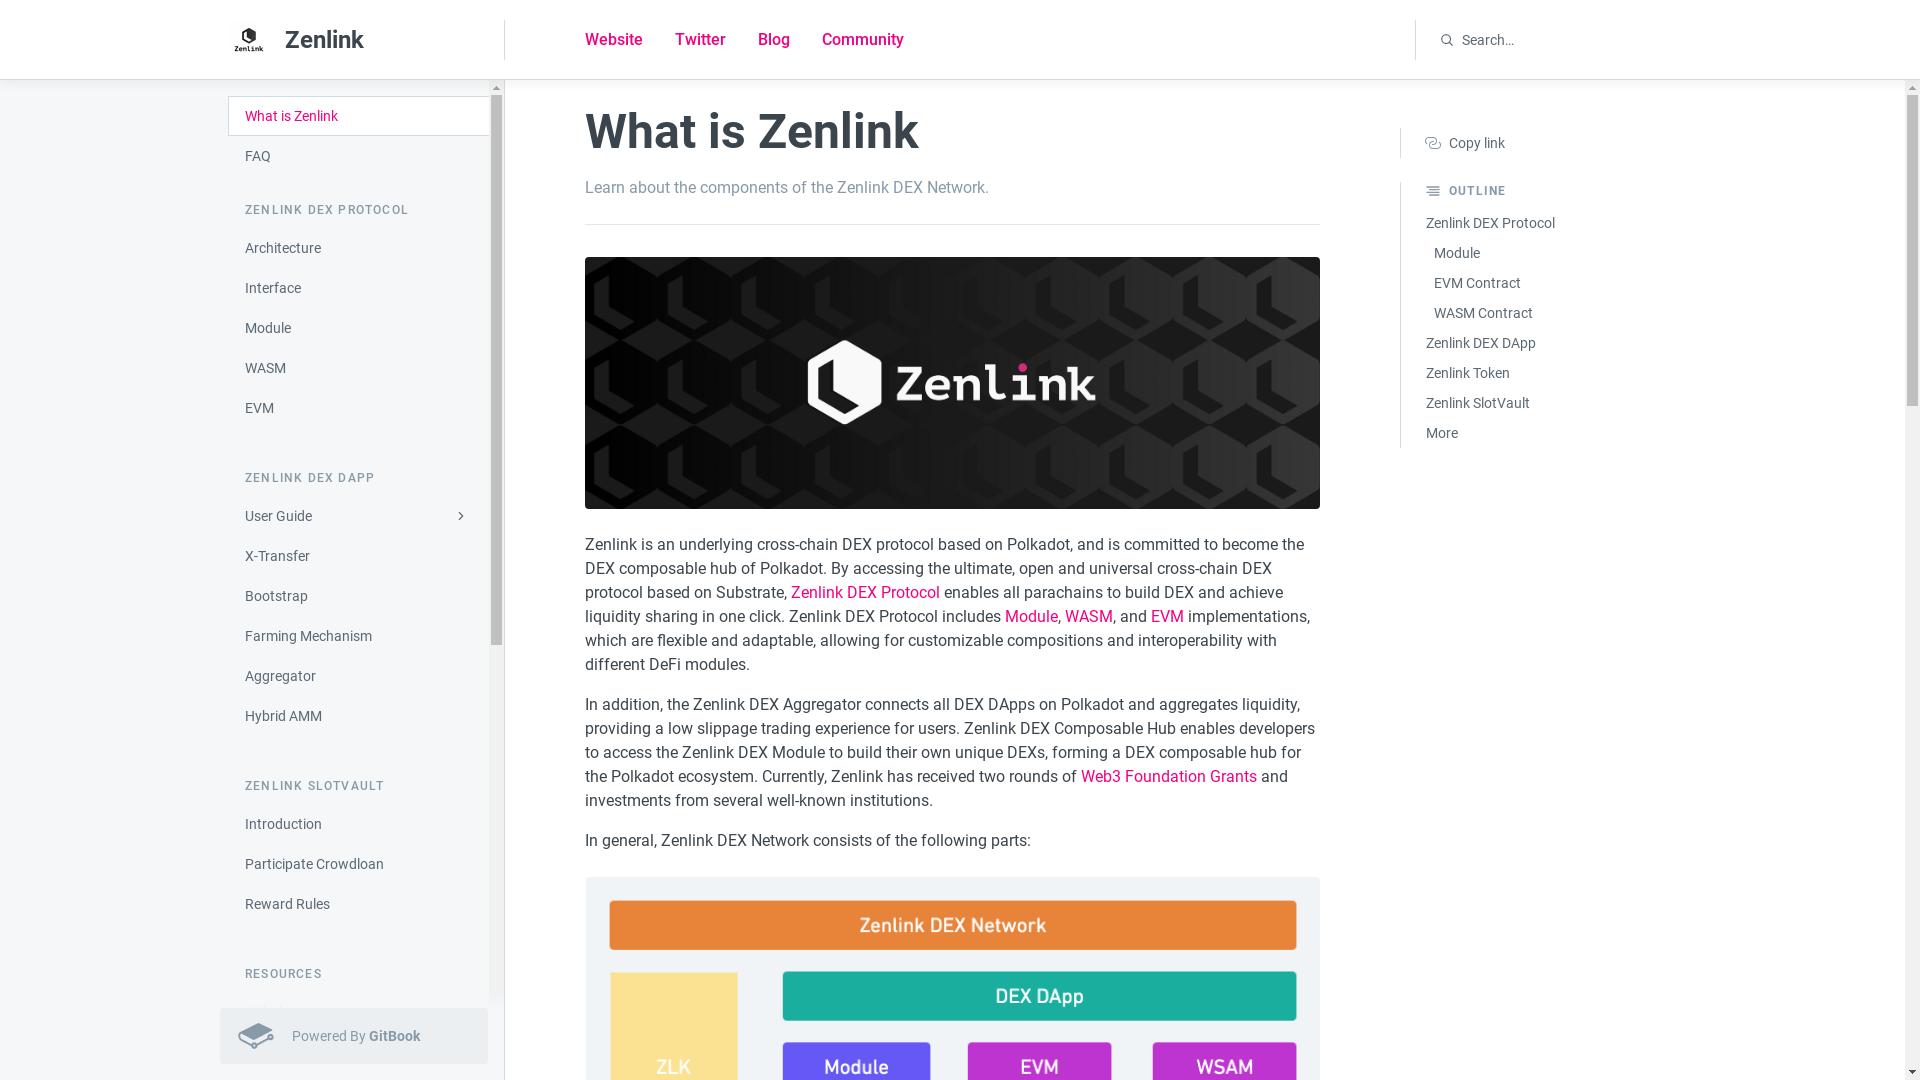 Zenlink
Zenlink
Website
Twitter
Blog
Community
Search…
What is Zenlink
FAQ
ZENLINK DEX PROTOCOL
Architecture
Interface
Module
WASM
EVM
ZENLINK DEX DAPP
User Guide
X-Transfer
Bootstrap
Farming Mechanism
Aggregator
Hybrid AMM
ZENLINK SLOTVAULT
Introduction
Participate Crowdloan
Reward Rules
RESOURCES
Powered By GitBook
What is Zenlink
Learn about the components of the Zenlink DEX Network.
Zenlink
Zenlink is an underlying cross-chain DEX protocol based on Polkadot, and is committed to become the
DEX composable hub of Polkadot. By accessing the ultimate, open and universal cross-chain DEX
protocol based on Substrate, Zenlink DEX Protocol enables all parachains to build DEX and achieve
liquidity sharing in one click. Zenlink DEX Protocol includes Module, WASM, and EVM implementations,
which are flexible and adaptable, allowing for customizable compositions and interoperability with
different DeFi modules.
In addition, the Zenlink DEX Aggregator connects all DEX DApps on Polkadot and aggregates liquidity,
providing a low slippage trading experience for users. Zenlink DEX Composable Hub enables developers
to access the Zenlink DEX Module to build their own unique DEXs, forming a DEX composable hub for
the Polkadot ecosystem. Currently, Zenlink has received two rounds of Web3 Foundation Grants and
investments from several well-known institutions.
In general, Zenlink DEX Network consists of the following parts:
Zenlink DEX Network
DEX DApp
ZLK
Module
EVM
WSAM
Copy link
OUTLINE
Zenlink DEX Protocol
Module
EVM Contract
WASM Contract
Zenlink DEX DApp
Zenlink Token
Zenlink SlotVault
More